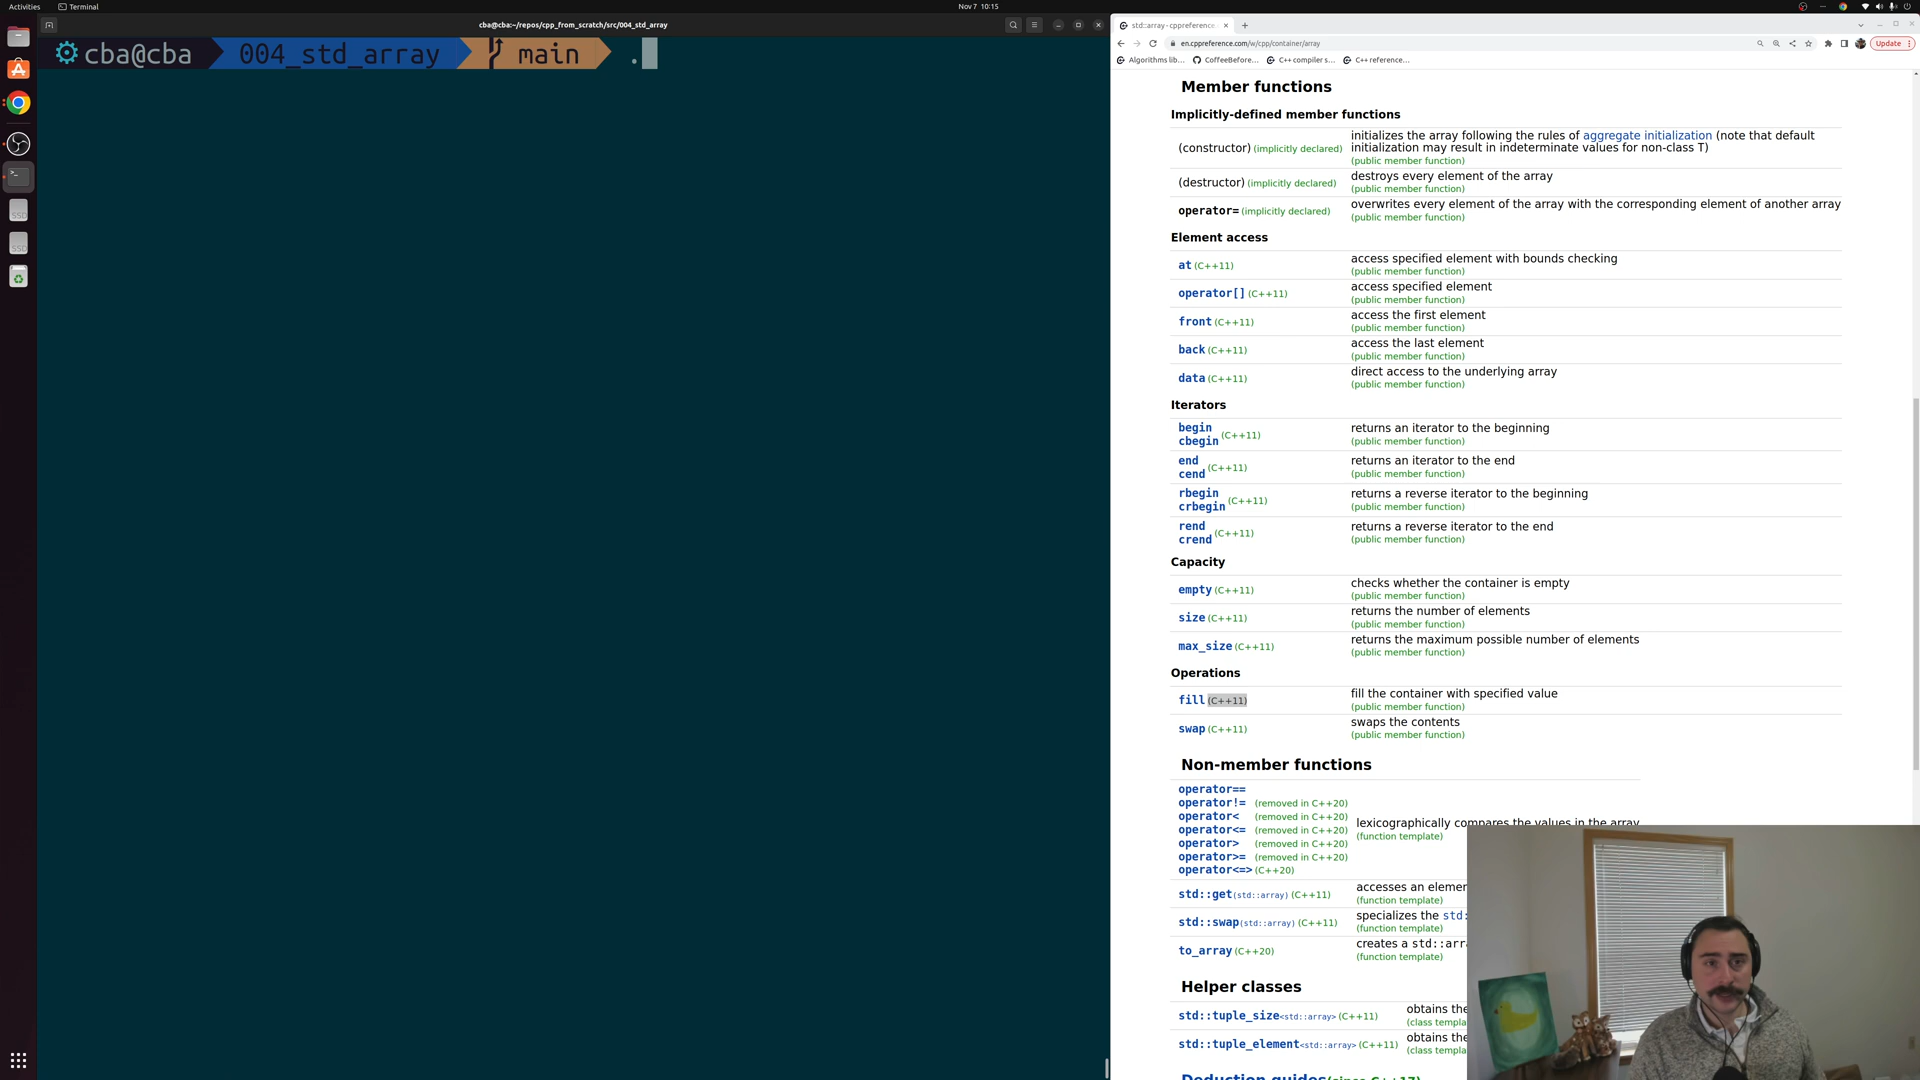 Activities
Terminal
Nov 7 10:15
cba@cba:~/repos/cpp_from_scratch/src/004_std_array
cba@cba 004_std_array main .
std::array - cppreference
en.cppreference.com/w/cpp/container/array
Update
Algorithms lib...
CoffeeBefore...
C++ compiler s...
C++ reference...
Member functions
Implicitly-defined member functions
(constructor) (implicitly declared)
initializes the array following the rules of aggregate initialization (note that default
initialization may result in indeterminate values for non-class T)
(public member function)
(destructor) (implicitly declared)
destroys every element of the array
(public member function)
operator= (implicitly declared)
overwrites every element of the array with the corresponding element of another array
(public member function)
Element access
at (C++11)
access specified element with bounds checking
(public member function)
operator[] (C++11)
access specified element
(public member function)
front (C++11)
access the first element
(public member function)
back (C++11)
access the last element
(public member function)
data (C++11)
direct access to the underlying array
(public member function)
Iterators
begin
cbegin (C++11)
returns an iterator to the beginning
(public member function)
end
cend (C++11)
returns an iterator to the end
(public member function)
rbegin
crbegin (C++11)
returns a reverse iterator to the beginning
(public member function)
rend
crend (C++11)
returns a reverse iterator to the end
(public member function)
Capacity
empty (C++11)
checks whether the container is empty
(public member function)
size (C++11)
returns the number of elements
(public member function)
max_size (C++11)
returns the maximum possible number of elements
(public member function)
Operations
fill (C++11)
fill the container with specified value
(public member function)
swap (C++11)
swaps the contents
(public member function)
Non-member functions
operator==
operator!= (removed in C++20)
operator< (removed in C++20)
operator<= (removed in C++20)
operator> (removed in C++20)
operator>= (removed in C++20)
operator<=> (C++20)
lexicographically compares the values in the array
(function template)
std::get(std::array) (C++11)
accesses an elemen
(function template)
std::swap(std::array) (C++11)
specializes the std:
(function template)
to_array (C++20)
creates a std::arr
(function template)
Helper classes
std::tuple_size<std::array> (C++11)
obtains the
(class templa
std::tuple_element<std::array> (C++11)
obtains the
(class templa
Deduction guides(since C++17)
SSD
SSD